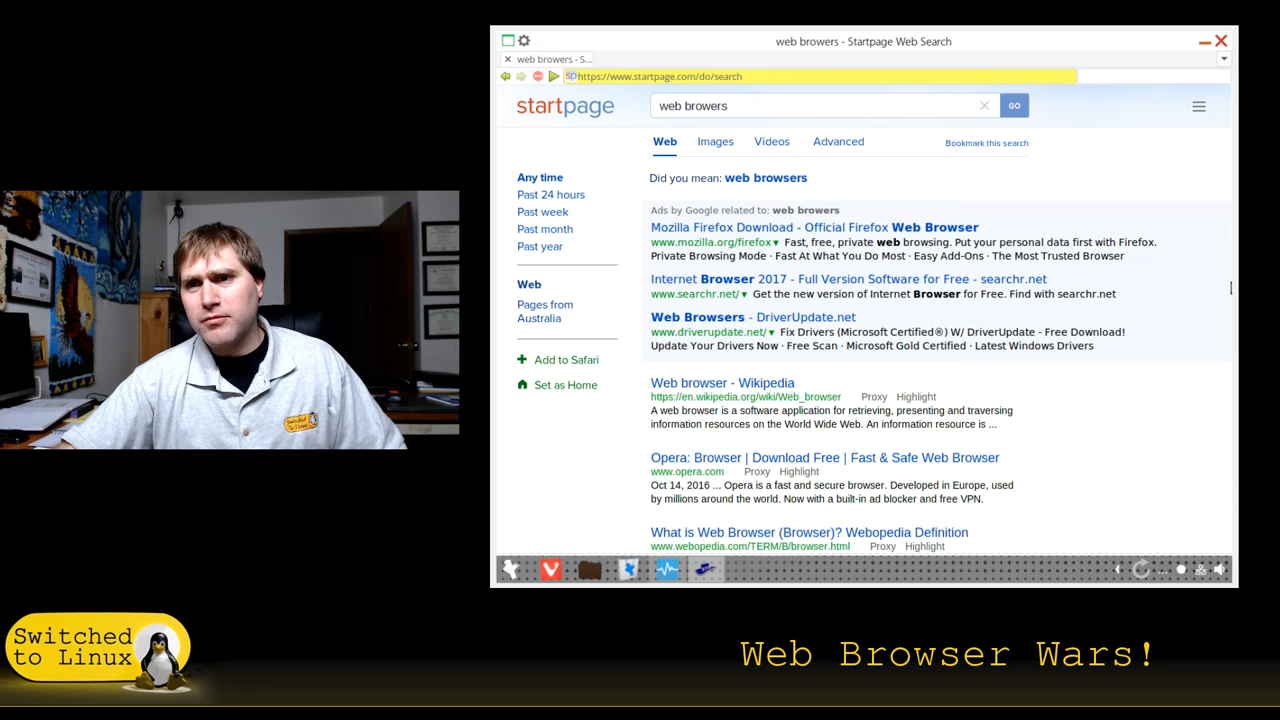 web browers - Startpage Web Search
web browers - S...
https://www.startpage.com/do/search
startpage
web browers
GO
Web Images Videos Advanced
Bookmark this search
Any time
Past 24 hours
Past week
Past month
Past year
Web
Pages from
Australia
Add to Safari
Set as Home
Did you mean: web browsers
Ads by Google related to: web browers
Mozilla Firefox Download - Official Firefox Web Browser
www.mozilla.org/firefox▾ Fast, free, private web browsing. Put your personal data first with Firefox.
Private Browsing Mode · Fast At What You Do Most · Easy Add-Ons · The Most Trusted Browser
Internet Browser 2017 - Full Version Software for Free - searchr.net
www.searchr.net/▾ Get the new version of Internet Browser for Free. Find with searchr.net
Web Browsers - DriverUpdate.net
www.driverupdate.net/▾ Fix Drivers (Microsoft Certified®) W/ DriverUpdate - Free Download!
Update Your Drivers Now · Free Scan · Microsoft Gold Certified · Latest Windows Drivers
Web browser - Wikipedia
https://en.wikipedia.org/wiki/Web_browser Proxy Highlight
A web browser is a software application for retrieving, presenting and traversing
information resources on the World Wide Web. An information resource is ...
Opera: Browser | Download Free | Fast & Safe Web Browser
www.opera.com Proxy Highlight
Oct 14, 2016 ... Opera is a fast and secure browser. Developed in Europe, used
by millions around the world. Now with a built-in ad blocker and free VPN.
What is Web Browser (Browser)? Webopedia Definition
www.webopedia.com/TERM/B/browser.html Proxy Highlight
Switched
to Linux
Web Browser Wars!